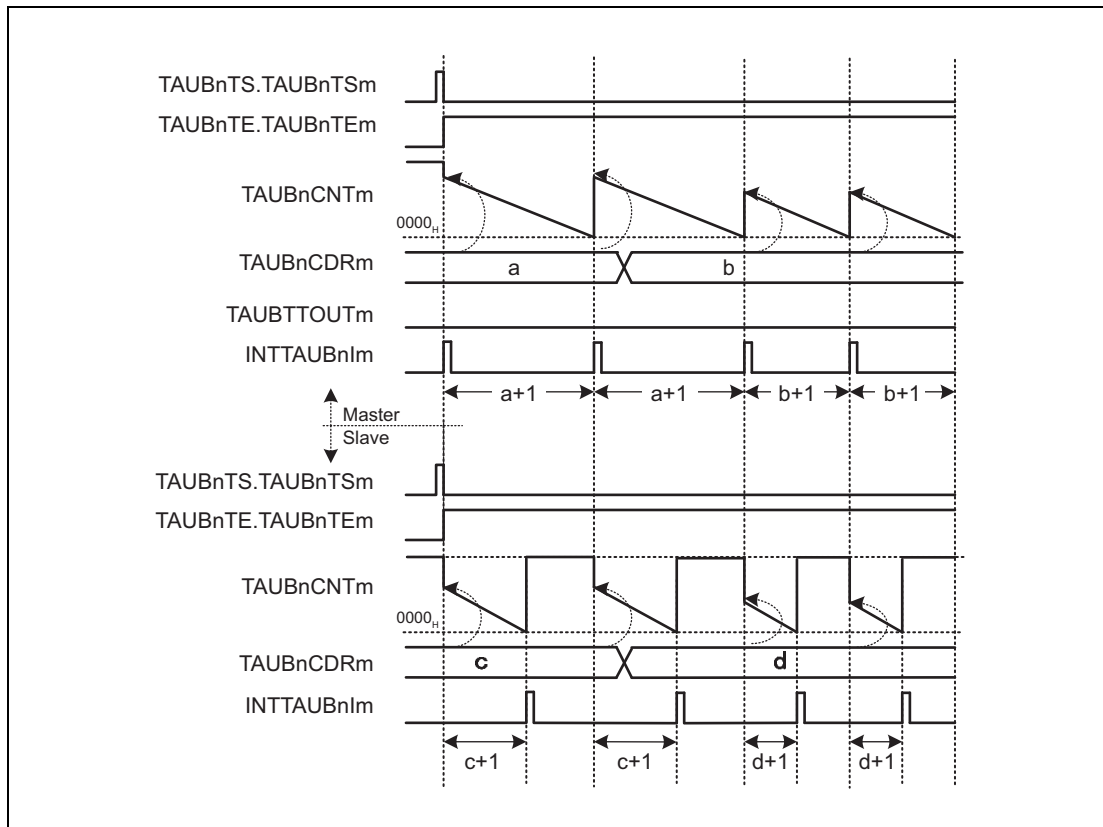 TAUBnTS.TAUBnTSm
TAUBnTE.TAUBnTEm
TAUBnCNTm
0000H
TAUBnCDRm
a
b
TAUBTTOUTm
INTTAUBnIm
a+1
a+1
b+1
b+1
Master
Slave
TAUBnTS.TAUBnTSm
TAUBnTE.TAUBnTEm
TAUBnCNTm
0000H
TAUBnCDRm
c
d
INTTAUBnIm
c+1
c+1
d+1
d+1